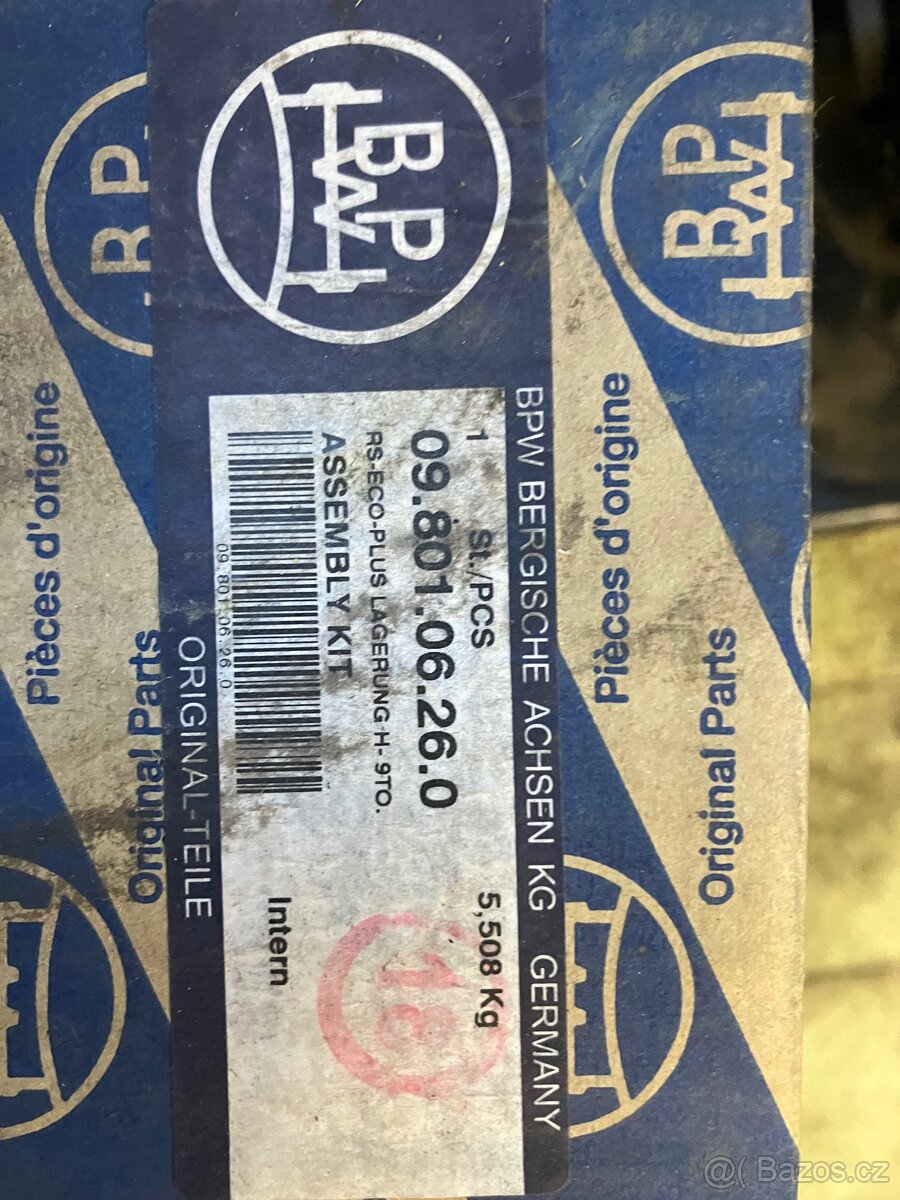 BPW
BPW BERGISCHE ACHSEN KG GERMANY
1 St./PCS 5,508 Kg
09.801.06.26.0
RS-ECO-PLUS LAGERUNG-H- 9TO.
ASSEMBLY KIT
Intern
09.801.06.26.0
18
ORIGINAL-TEILE
BPW
Pièces d'origine
Original Parts
BP
Pièces d'origine
Original Parts
@( Bazos.cz